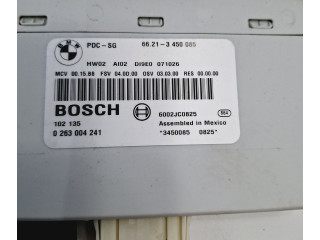 PDC-SG 66.21-3 450 085
HW02 AI02 DI9E0 071026
MCV 00.15.88 FSV 04.00.00 OSV 03.03.00 RES 00.00.00
BOSCH
6002JC0825
102 135
Assembled in Mexico
0 263 004 241
*3450085 0825*